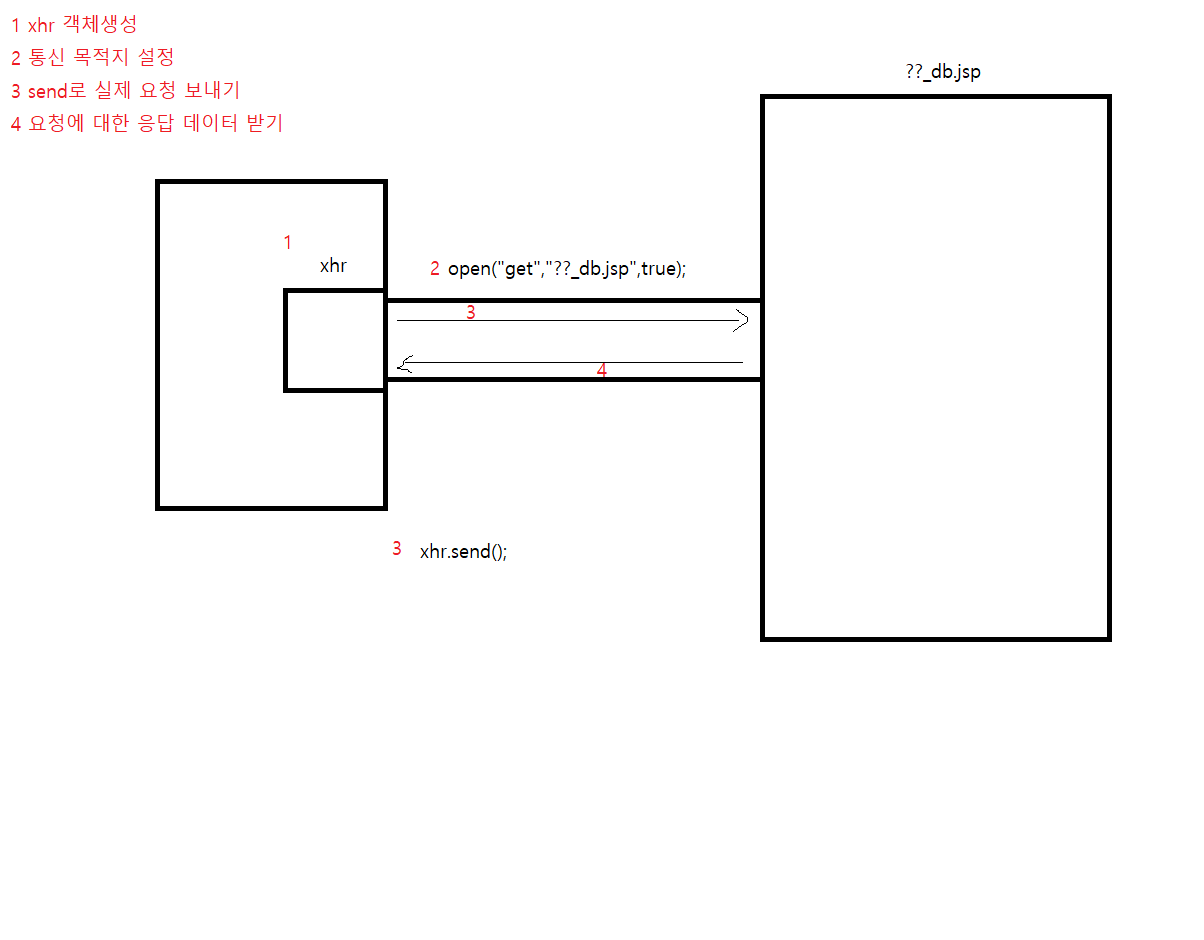 1 xhr 객체생성
2 통신 목적지 설정
3 send로 실제 요청 보내기
4 요청에 대한 응답 데이터 받기
??_db.jsp
1
xhr
2 open("get","??_db.jsp",true);
3
4
3 xhr.send();